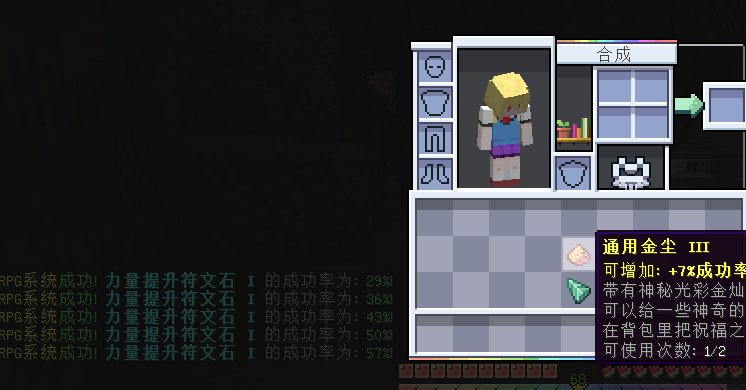 合成
通用金尘 III
可增加: +7%成功率
带有神秘光彩金灿
可以给一些神奇的
在背包里把祝福之
可使用次数: 1/2
RPG系统成功! 力量提升符文石 I 的成功率为: 29%!
RPG系统成功! 力量提升符文石 I 的成功率为: 36%!
RPG系统成功! 力量提升符文石 I 的成功率为: 43%!
RPG系统成功! 力量提升符文石 I 的成功率为: 50%!
RPG系统成功! 力量提升符文石 I 的成功率为: 57%!
68